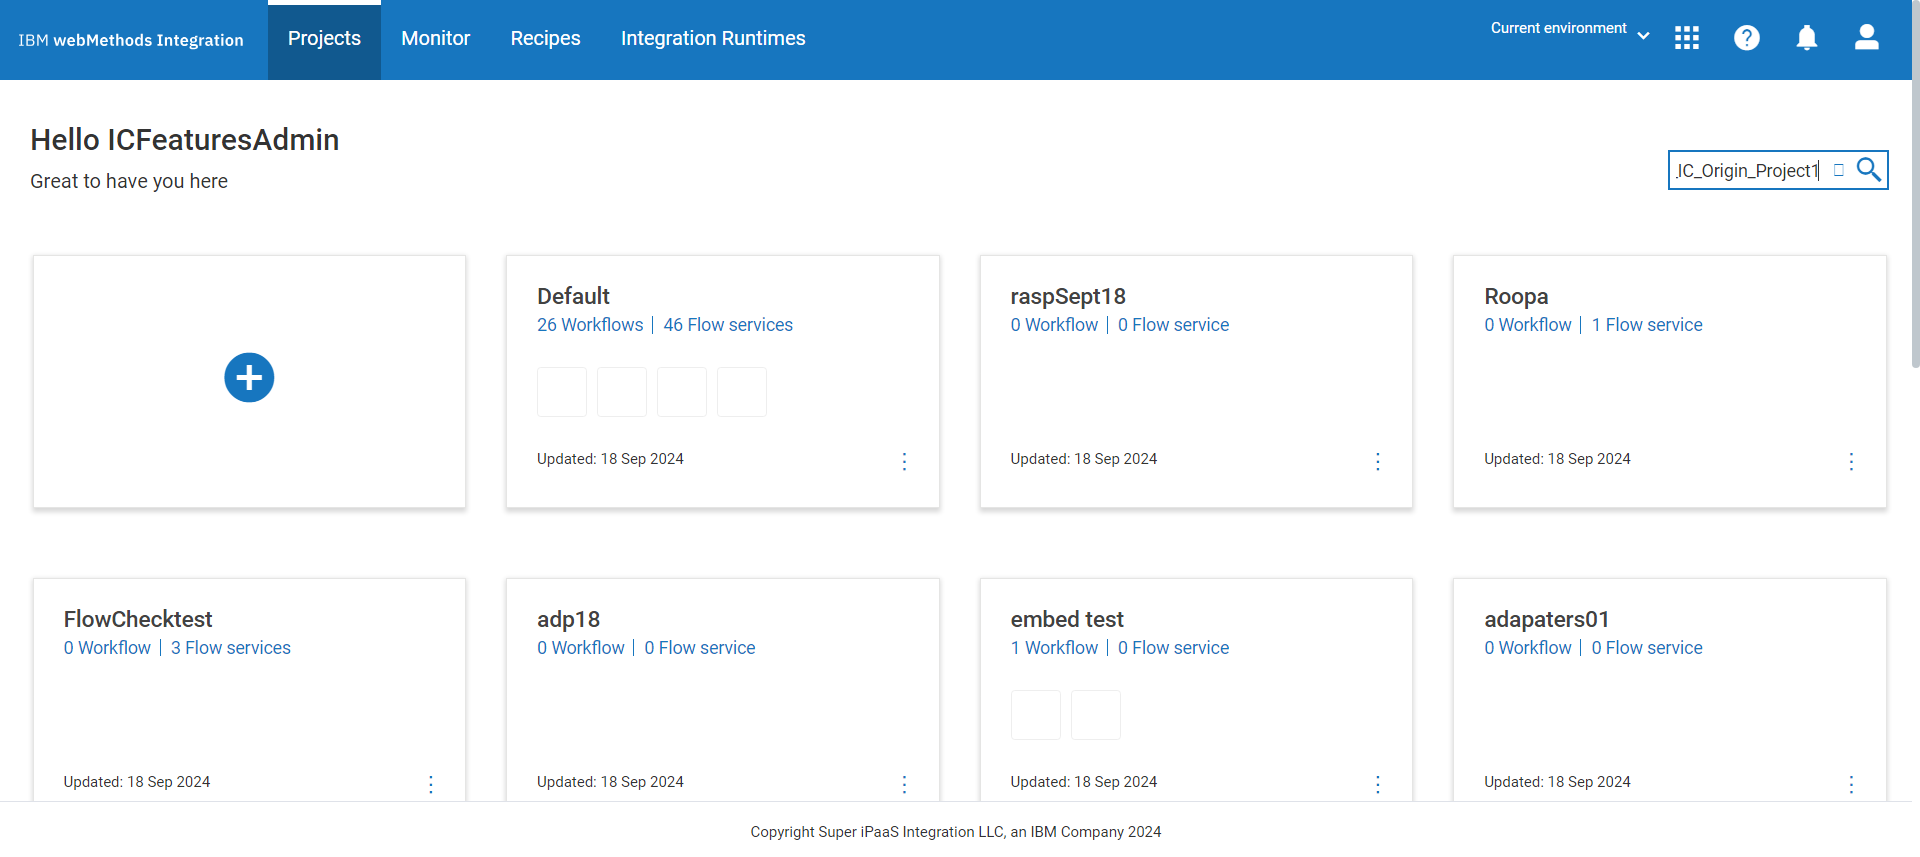 IBM webMethods Integration
Projects
Monitor
Recipes
Integration Runtimes
Current environment
Hello ICFeaturesAdmin
Great to have you here
IC_Origin_Project1
Default
26 Workflows | 46 Flow services
Updated: 18 Sep 2024
raspSept18
0 Workflow | 0 Flow service
Updated: 18 Sep 2024
Roopa
0 Workflow | 1 Flow service
Updated: 18 Sep 2024
FlowChecktest
0 Workflow | 3 Flow services
Updated: 18 Sep 2024
adp18
0 Workflow | 0 Flow service
Updated: 18 Sep 2024
embed test
1 Workflow | 0 Flow service
Updated: 18 Sep 2024
adapaters01
0 Workflow | 0 Flow service
Updated: 18 Sep 2024
Copyright Super iPaaS Integration LLC, an IBM Company 2024